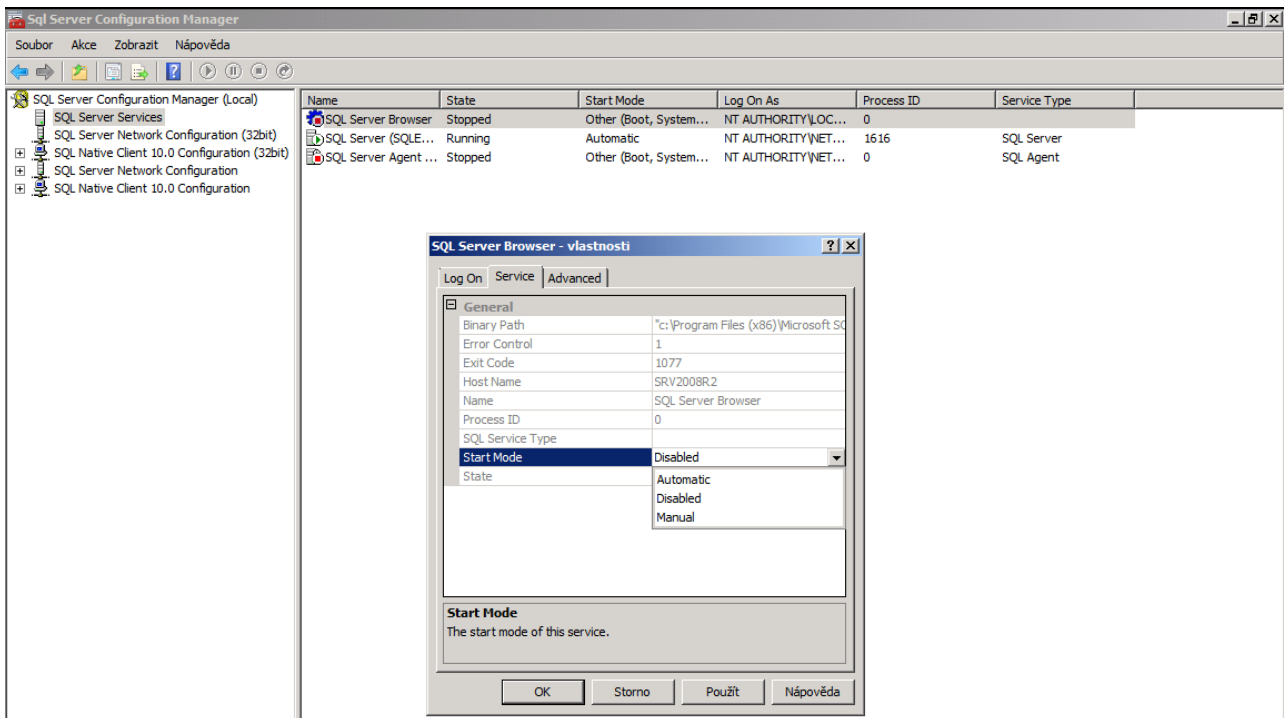 Sql Server Configuration Manager
Soubor Akce Zobrazit Nápověda
SQL Server Configuration Manager (Local)
SQL Server Services
SQL Server Network Configuration (32bit)
SQL Native Client 10.0 Configuration (32bit)
SQL Server Network Configuration
SQL Native Client 10.0 Configuration
Name State Start Mode Log On As Process ID Service Type
SQL Server Browser Stopped Other (Boot, System... NT AUTHORITY\LOC... 0
SQL Server (SQLE... Running Automatic NT AUTHORITY\NET... 1616 SQL Server
SQL Server Agent ... Stopped Other (Boot, System... NT AUTHORITY\NET... 0 SQL Agent
SQL Server Browser - vlastnosti
Log On Service Advanced
General
Binary Path "c:\Program Files (x86)\Microsoft SQ
Error Control 1
Exit Code 1077
Host Name SRV2008R2
Name SQL Server Browser
Process ID 0
SQL Service Type
Start Mode Disabled
State
Automatic
Disabled
Manual
Start Mode
The start mode of this service.
OK Storno Použít Nápověda